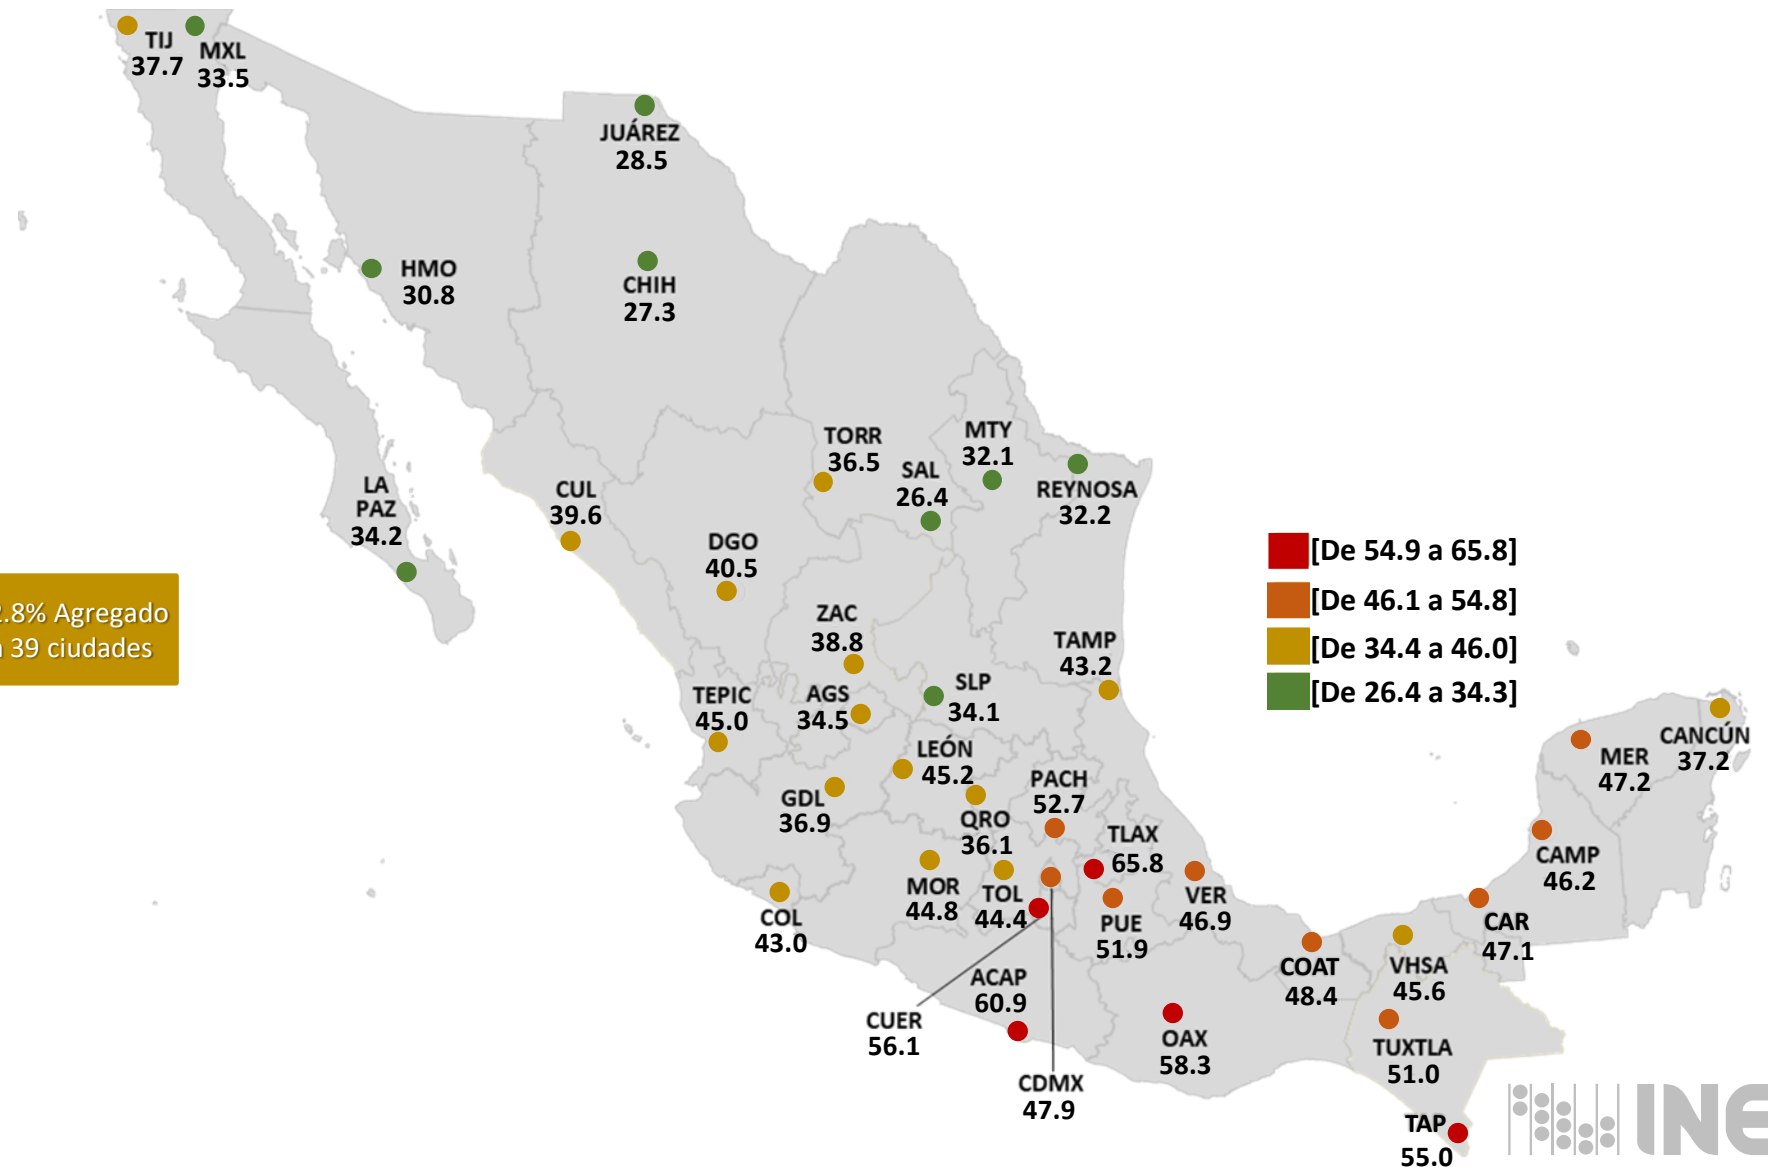 TIJ
37.7
MXL
33.5
JUÁREZ
28.5
HMO
30.8
CHIH
27.3
TORR
36.5
MTY
32.1
SAL
26.4
REYNOSA
32.2
LA
PAZ
34.2
CUL
39.6
DGO
40.5
[De 54.9 a 65.8]
[De 46.1 a 54.8]
[De 34.4 a 46.0]
[De 26.4 a 34.3]
2.8% Agregado
39 ciudades
ZAC
38.8
TAMP
43.2
TEPIC
45.0
AGS
34.5
SLP
34.1
LEÓN
45.2
GDL
36.9
QRO
36.1
PACH
52.7
TLAX
65.8
MER
47.2
CANCÚN
37.2
CAMP
46.2
CAR
47.1
COL
43.0
MOR
44.8
TOL
44.4
PUE
51.9
VER
46.9
COAT
48.4
VHSA
45.6
CUER
56.1
ACAP
60.9
CDMX
47.9
OAX
58.3
TUXTLA
51.0
TAP
55.0
INE